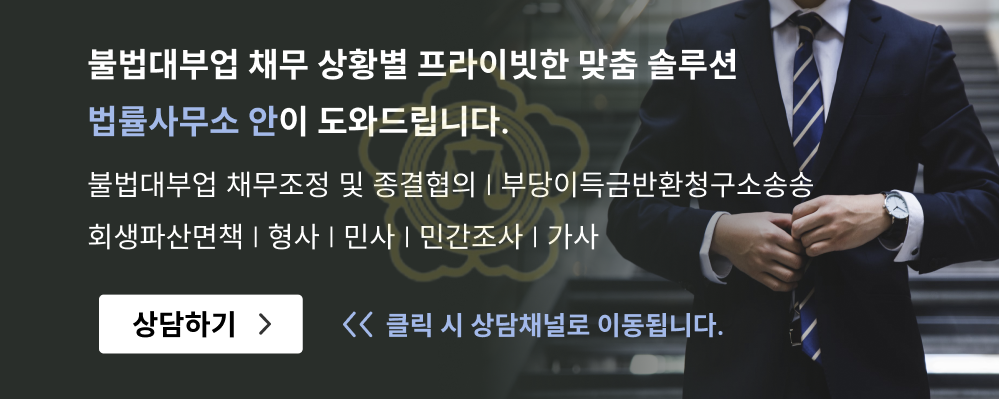 불법대부업 채무 상황별 프라이빗한 맞춤 솔루션
법률사무소 안이 도와드립니다.
불법대부업 채무조정 및 종결협의 | 부당이득금반환청구소송송
회생파산면책 | 형사 | 민사 | 민간조사 | 가사
상담하기 >
<< 클릭 시 상담채널로 이동됩니다.